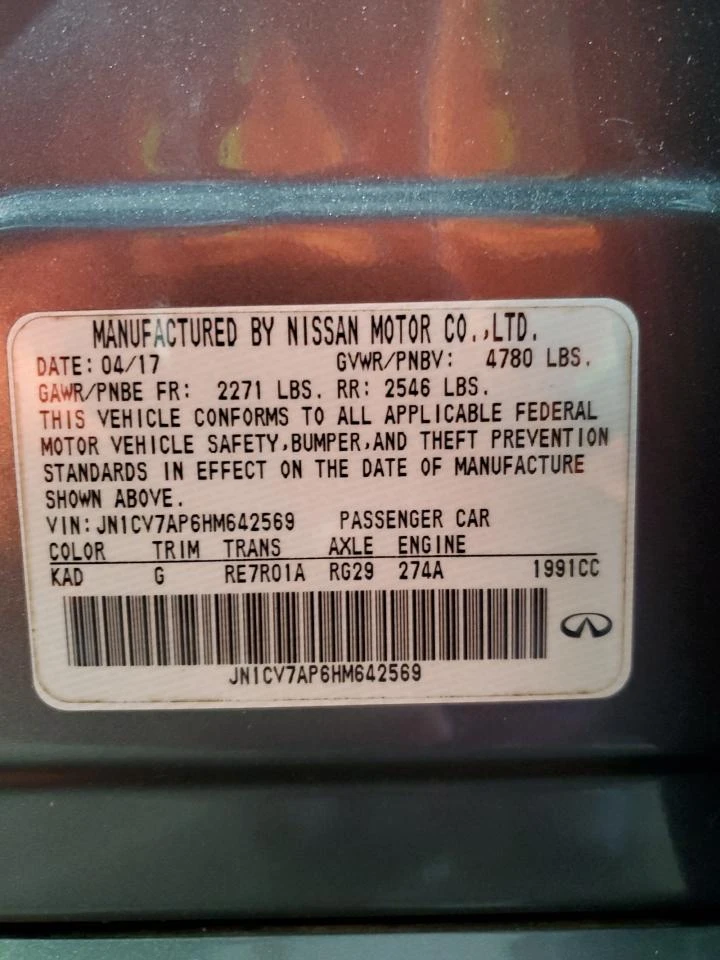 MANUFACTURED BY NISSAN MOTOR CO.,LTD.
DATE: 04/17 GVWR/PNBV: 4780 LBS.
GAWR/PNBE FR: 2271 LBS. RR: 2546 LBS.
THIS VEHICLE CONFORMS TO ALL APPLICABLE FEDERAL
MOTOR VEHICLE SAFETY,BUMPER,AND THEFT PREVENTION
STANDARDS IN EFFECT ON THE DATE OF MANUFACTURE
SHOWN ABOVE.
VIN: JN1CV7AP6HM642569 PASSENGER CAR
COLOR TRIM TRANS AXLE ENGINE
KAD G RE7R01A RG29 274A 1991CC
JN1CV7AP6HM642569